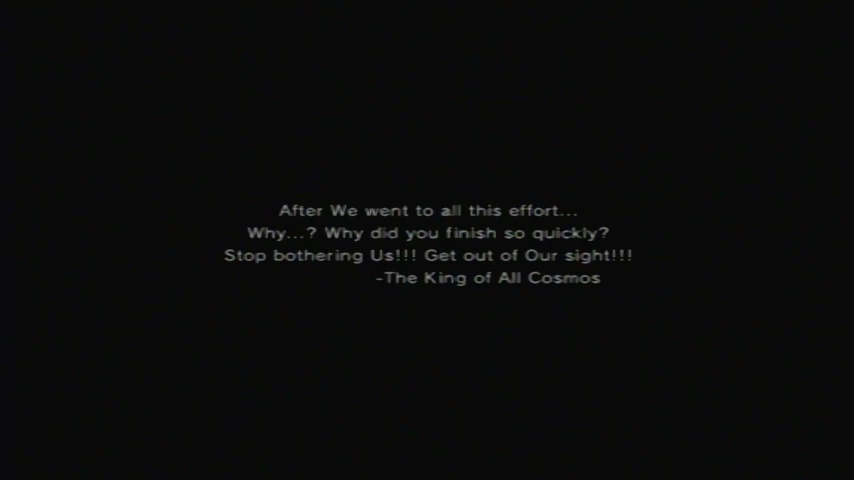 After We went to all this effort...
Why...? Why did you finish so quickly?
Stop bothering Us!!! Get out of Our sight!!!
-The King of All Cosmos